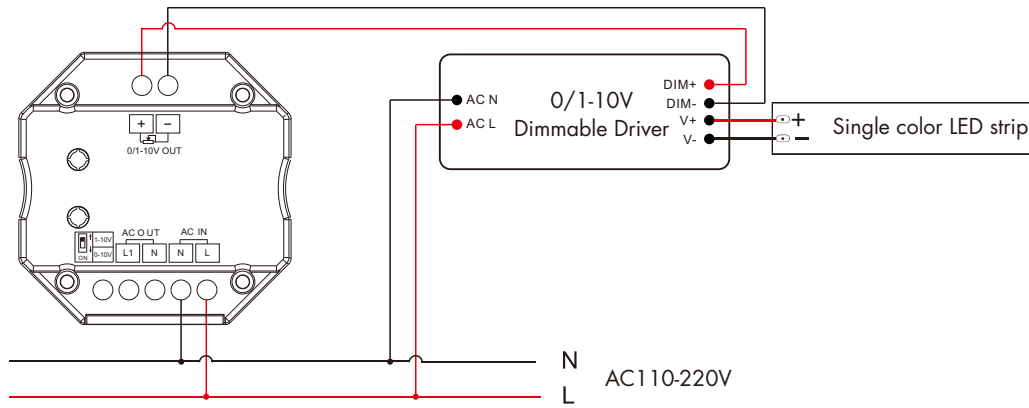 + −
0/1-10V OUT
1-10V
0-10V
ON
AC OUT AC IN
L1 N N L
AC N
AC L
0/1-10V
Dimmable Driver
DIM+
DIM-
V+
V-
+
−
Single color LED strip
N
L
AC110-220V